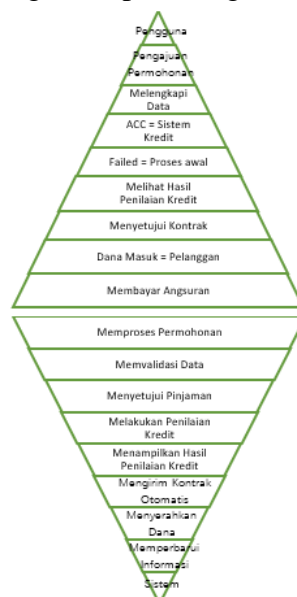 Pengguna
Pengajuan
Permohonan
Melengkapi
Data
ACC = Sistem
Kredit
Failed = Proses awal
Melihat Hasil
Penilaian Kredit
Menyetujui Kontrak
Dana Masuk = Pelanggan
Membayar Angsuran
Memproses Permohonan
Memvalidasi Data
Menyetujui Pinjaman
Melakukan Penilaian
Kredit
Menampilkan Hasil
Penilaian Kredit
Mengirim Kontrak
Otomatis
Menyerahkan
Dana
Memperbarui
Informasi
Sistem